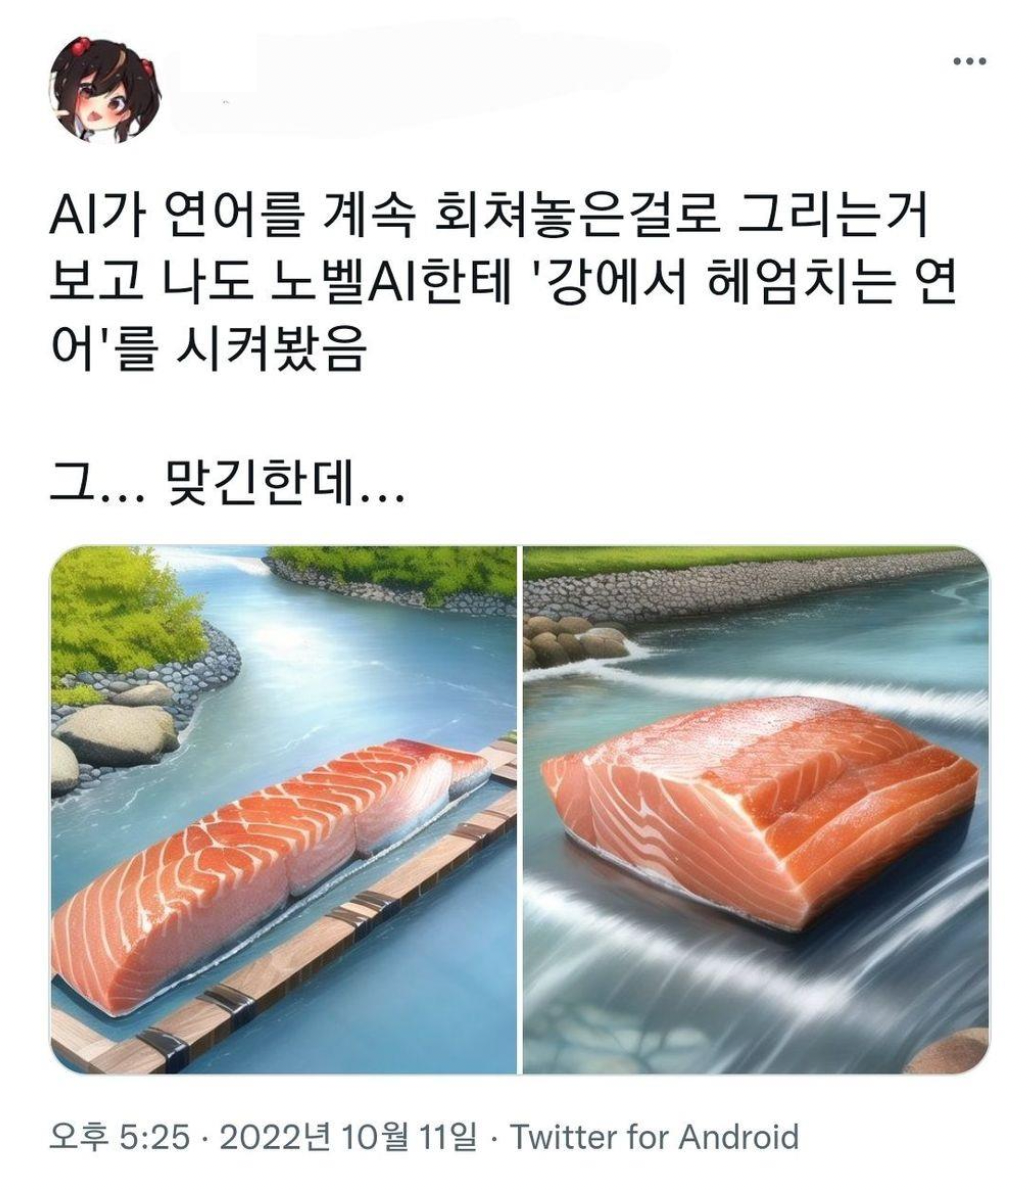 AI가 연어를 계속 회쳐놓은걸로 그리는거
보고 나도 노벨AI한테 '강에서 헤엄치는 연
어'를 시켜봤음
그... 맞긴한데...
오후 5:25 · 2022년 10월 11일 · Twitter for Android